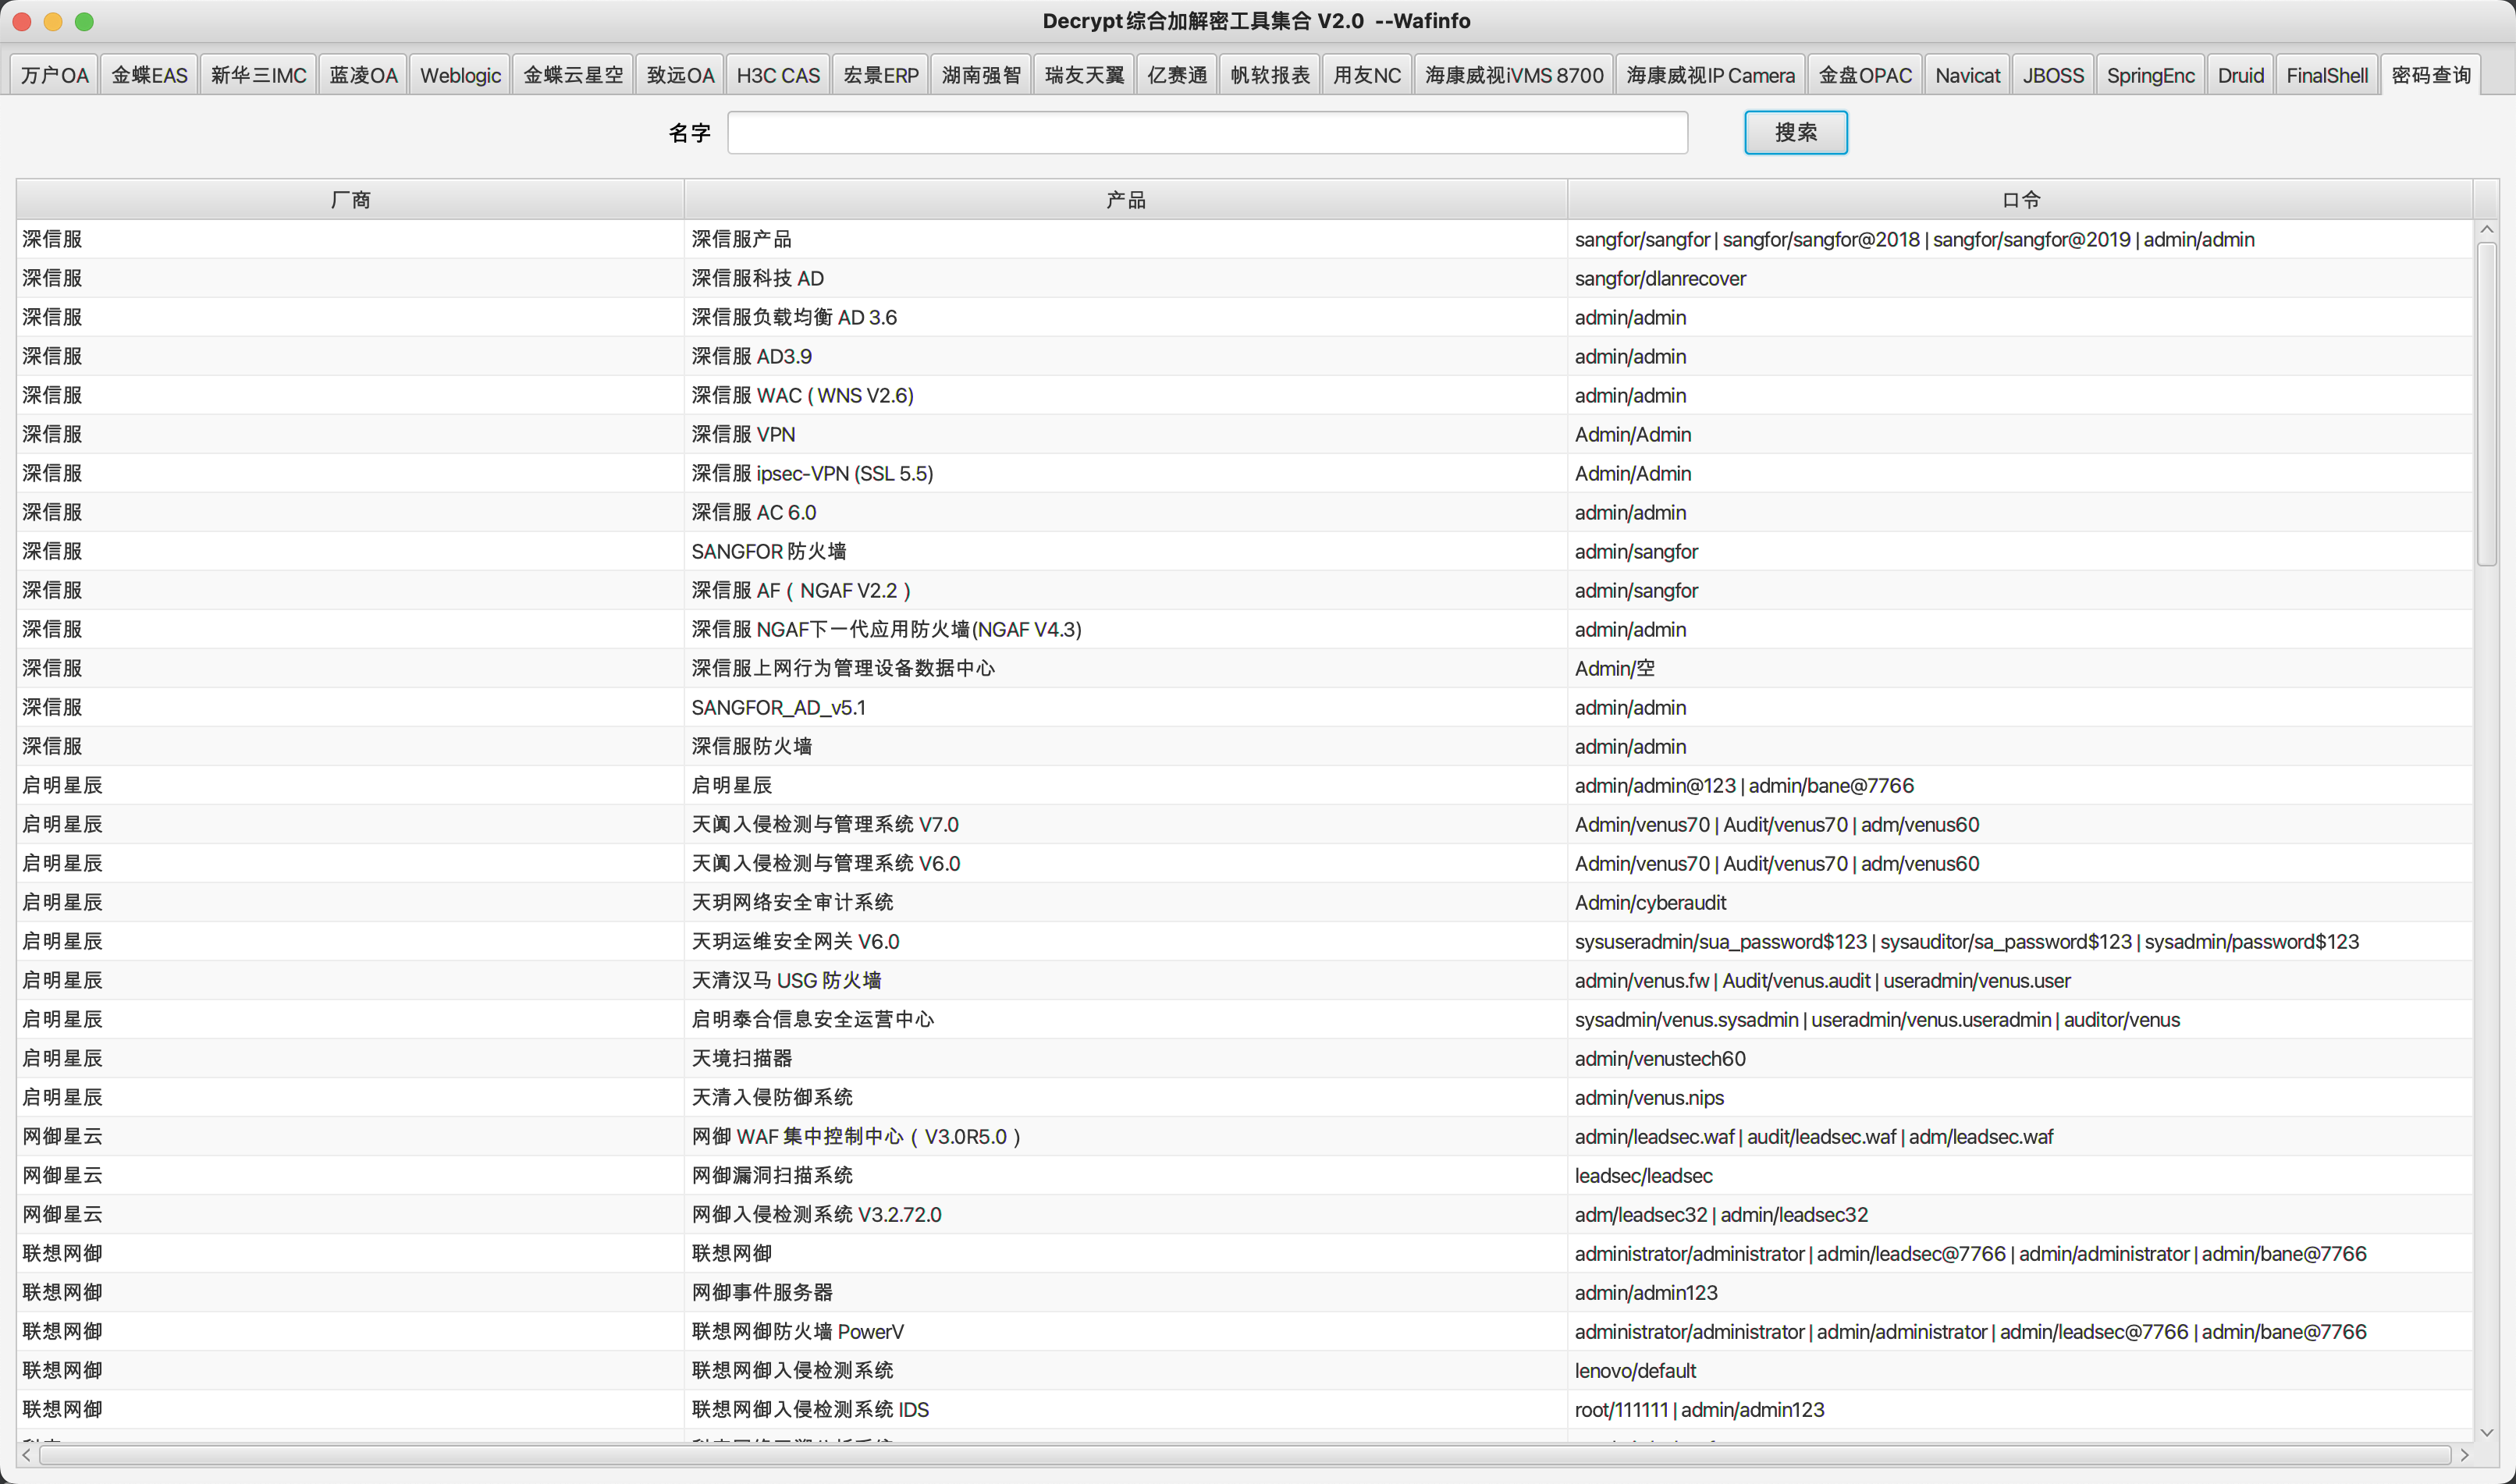 Decrypt综合加解密工具集合 V2.0 --Wafinfo
万户OA 金蝶EAS 新华三IMC 蓝凌OA Weblogic 金蝶云星空 致远OA H3C CAS 宏景ERP 湖南强智 瑞友天翼 亿赛通 帆软报表 用友NC 海康威视iVMS 8700 海康威视IP Camera 金盘OPAC Navicat JBOSS SpringEnc Druid FinalShell 密码查询
名字 搜索
厂商 产品 口令
深信服 深信服产品 sangfor/sangfor | sangfor/sangfor@2018 | sangfor/sangfor@2019 | admin/admin
深信服 深信服科技 AD sangfor/dlanrecover
深信服 深信服负载均衡 AD 3.6 admin/admin
深信服 深信服 AD3.9 admin/admin
深信服 深信服 WAC ( WNS V2.6) admin/admin
深信服 深信服 VPN Admin/Admin
深信服 深信服 ipsec-VPN (SSL 5.5) Admin/Admin
深信服 深信服 AC 6.0 admin/admin
深信服 SANGFOR 防火墙 admin/sangfor
深信服 深信服 AF ( NGAF V2.2 ) admin/sangfor
深信服 深信服 NGAF下一代应用防火墙(NGAF V4.3) admin/admin
深信服 深信服上网行为管理设备数据中心 Admin/空
深信服 SANGFOR_AD_v5.1 admin/admin
深信服 深信服防火墙 admin/admin
启明星辰 启明星辰 admin/admin@123 | admin/bane@7766
启明星辰 天阗入侵检测与管理系统 V7.0 Admin/venus70 | Audit/venus70 | adm/venus60
启明星辰 天阗入侵检测与管理系统 V6.0 Admin/venus70 | Audit/venus70 | adm/venus60
启明星辰 天玥网络安全审计系统 Admin/cyberaudit
启明星辰 天玥运维安全网关 V6.0 sysuseradmin/sua_password$123 | sysauditor/sa_password$123 | sysadmin/password$123
启明星辰 天清汉马 USG 防火墙 admin/venus.fw | Audit/venus.audit | useradmin/venus.user
启明星辰 启明泰合信息安全运营中心 sysadmin/venus.sysadmin | useradmin/venus.useradmin | auditor/venus
启明星辰 天境扫描器 admin/venustech60
启明星辰 天清入侵防御系统 admin/venus.nips
网御星云 网御 WAF 集中控制中心 ( V3.0R5.0 ) admin/leadsec.waf | audit/leadsec.waf | adm/leadsec.waf
网御星云 网御漏洞扫描系统 leadsec/leadsec
网御星云 网御入侵检测系统 V3.2.72.0 adm/leadsec32 | admin/leadsec32
联想网御 联想网御 administrator/administrator | admin/leadsec@7766 | admin/administrator | admin/bane@7766
联想网御 网御事件服务器 admin/admin123
联想网御 联想网御防火墙 PowerV administrator/administrator | admin/administrator | admin/leadsec@7766 | admin/bane@7766
联想网御 联想网御入侵检测系统 lenovo/default
联想网御 联想网御入侵检测系统 IDS root/111111 | admin/admin123